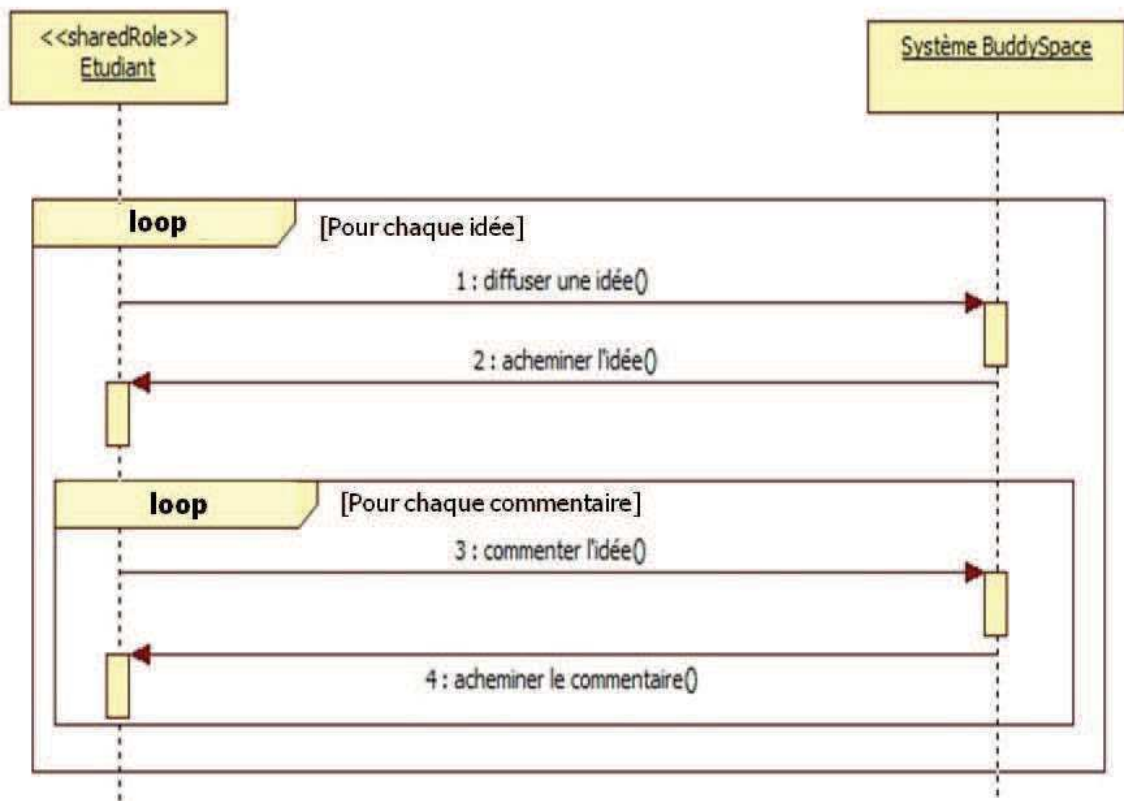 <<sharedRole>>
Etudiant
Système BuddySpace
loop
[Pour chaque idée]
1 : diffuser une idée()
2 : acheminer l'idée()
loop
[Pour chaque commentaire]
3 : commenter l'idée()
4 : acheminer le commentaire()